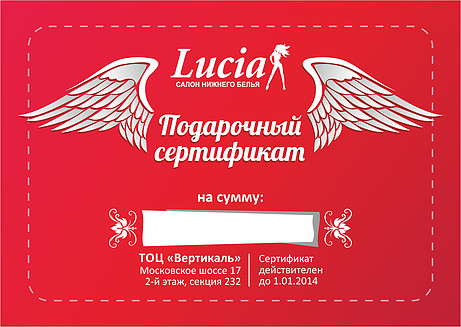 Lucia
САЛОН НИЖНЕГО БЕЛЬЯ
Подарочный
сертификат
на сумму:
ТОЦ «Вертикаль»
Московское шоссе 17
2-й этаж, секция 232
Сертификат
действителен
до 1.01.2014